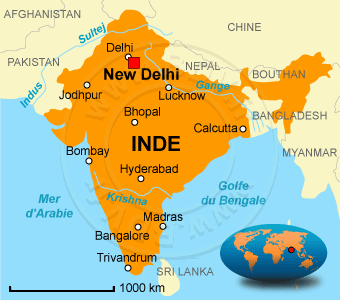 AFGHANISTAN
CHINE
Sutlej
Delhi
PAKISTAN
NEPAL
New Delhi
BOUTHAN
Indus
Jodhpur
Lucknow
Gange
BANGLADESH
Bhopal
Calcutta
INDE
MYANMAR
Bombay
Hyderabad
Mer
d'Arabie
Krishna
Golfe
du Bengale
Madras
Bangalore
Trivandrum
SRI LANKA
1000 km